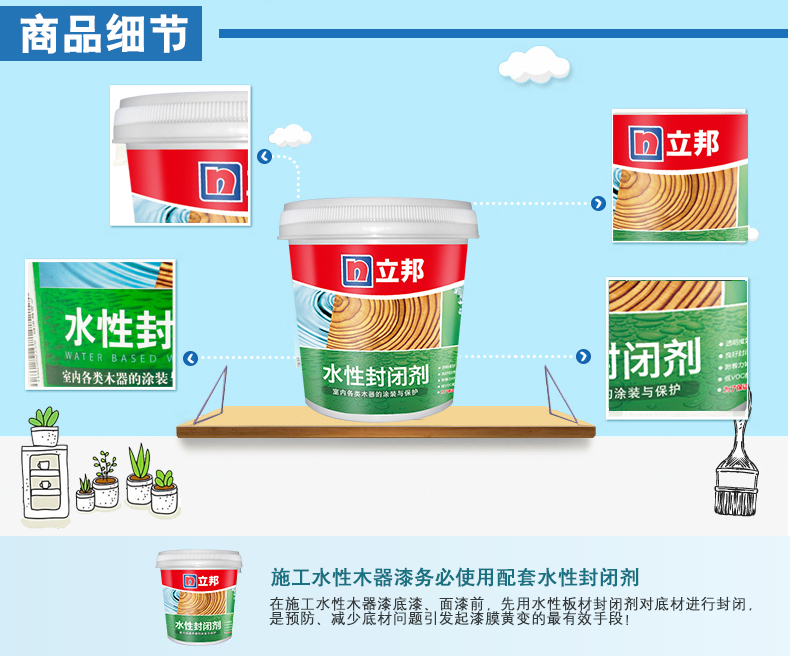 商品细节
n立邦
n
n立邦
水性封
WATER BASED W
室内各类木器的涂装
水性封闭剂
室内各类木器的涂装与保护
封闭剂
的涂装与保护
n立邦
水性封闭剂
施工水性木器漆务必使用配套水性封闭剂
在施工水性木器漆底漆、面漆前，先用水性板材封闭剂对底材进行封闭，
是预防、减少底材问题引发起漆膜黄变的最有效手段！